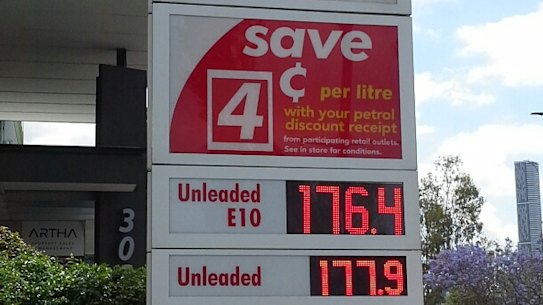 save
4¢ per litre
with your petrol
discount receipt
from participating retail outlets.
See in store for conditions.
Unleaded
E10
176.4
Unleaded
177.9
30
ARTHA